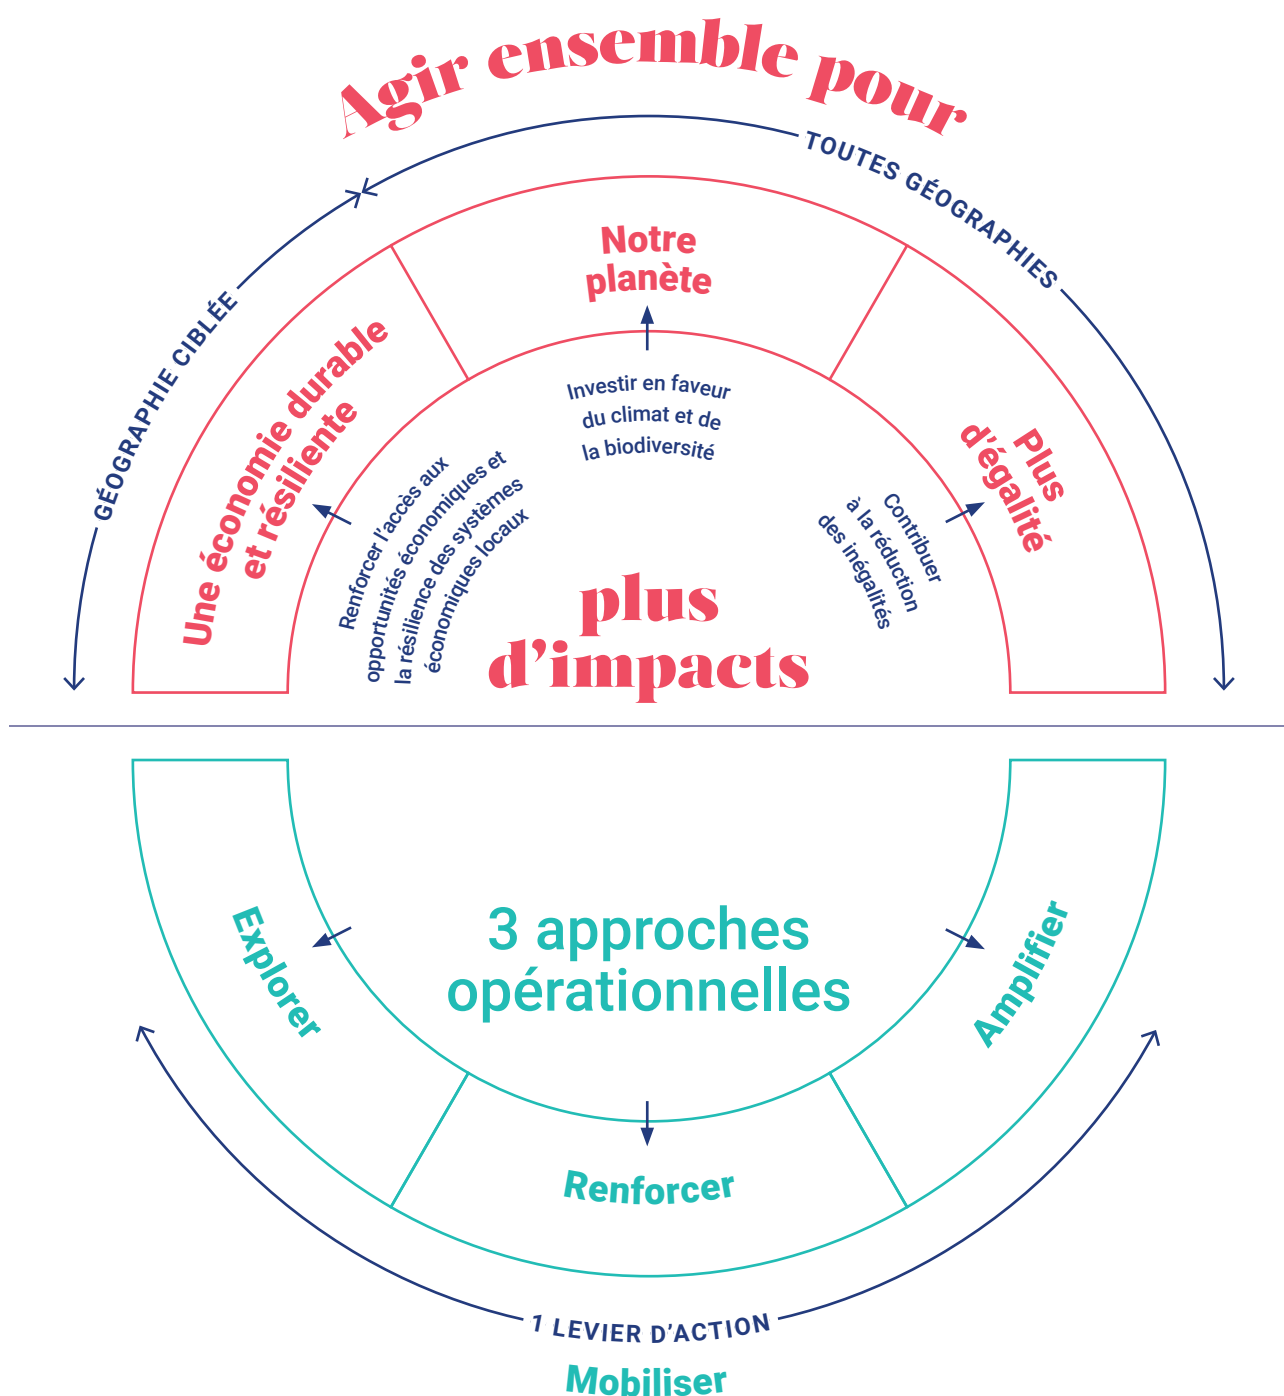 Agir ensemble pour
TOUTES GÉOGRAPHIES
GÉOGRAPHIE CIBLÉE
Une économie durable
et résiliente
Notre
planète
Plus
d'égalité
Renforcer l'accès aux
opportunités économiques et
la résilience des systèmes
économiques locaux
Investir en faveur
du climat et de
la biodiversité
Contribuer
à la réduction
des inégalités
plus
d’impacts
3 approches
opérationnelles
Explorer
Renforcer
Amplifier
1 LEVIER D’ACTION
Mobiliser